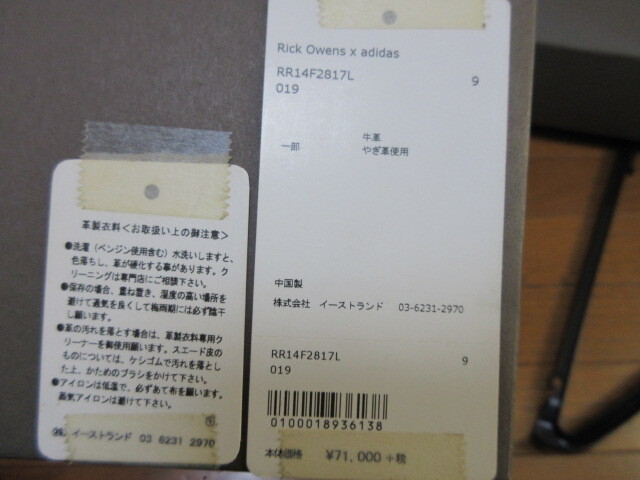 革製衣料<お取扱い上の御注意>
●洗濯（ベンジン使用含む）水洗いしますと、
色落ちし、革が硬化する事があります。ク
リーニングは専門店にご相談下さい。
●保存の場合、重ね置き、湿度の高い場所を
避けて通気を良くして梅雨期には必ず陰干
し願います。
●革の汚れを落とす場合は、革製衣料専用ク
リーナーを御使用願います。スエード皮の
ものについては、ケシゴムで汚れを落とし
た上、かためのブラシをかけて下さい。
●アイロンは低温で、必ずあて布を願います。
蒸気アイロンは避けて下さい。
㈱ イーストランド 03 6231 2970
Rick Owens x adidas
RR14F2817L 9
019
一部 牛革
やぎ革使用
中国製
株式会社 イーストランド 03-6231-2970
RR14F2817L 9
019
0100018936138
本体価格 ¥71,000 +税